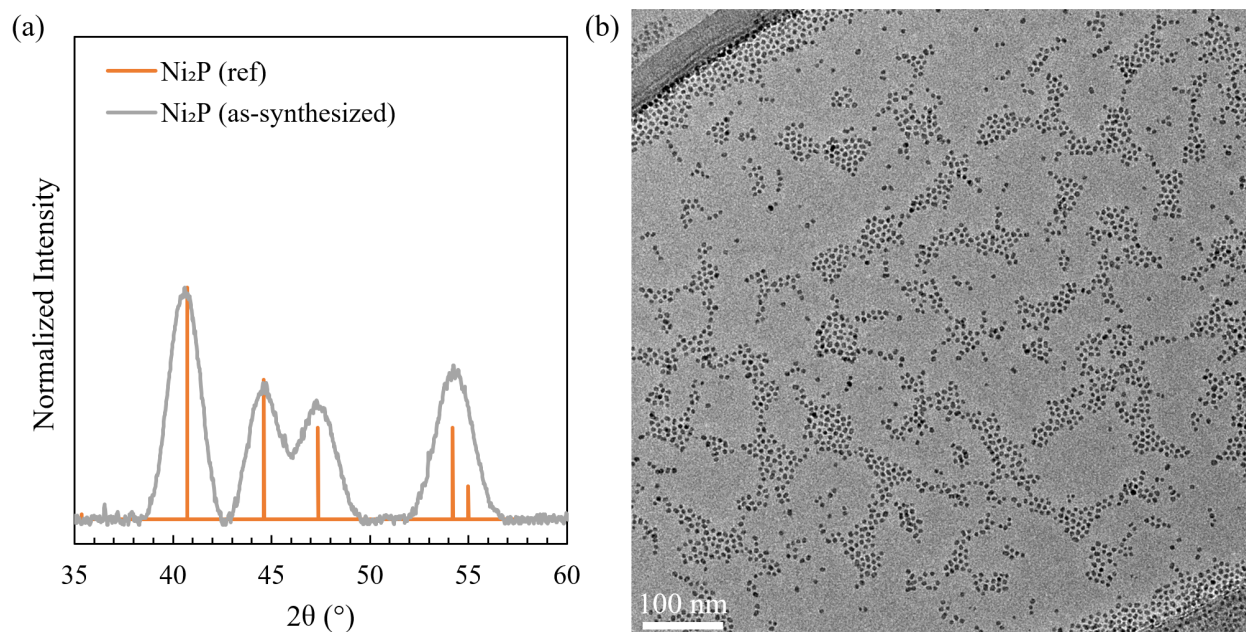 (a)
Ni₂P (ref)
Ni₂P (as-synthesized)
Normalized Intensity
35 40 45 50 55 60
2θ (°)
(b)
100 nm